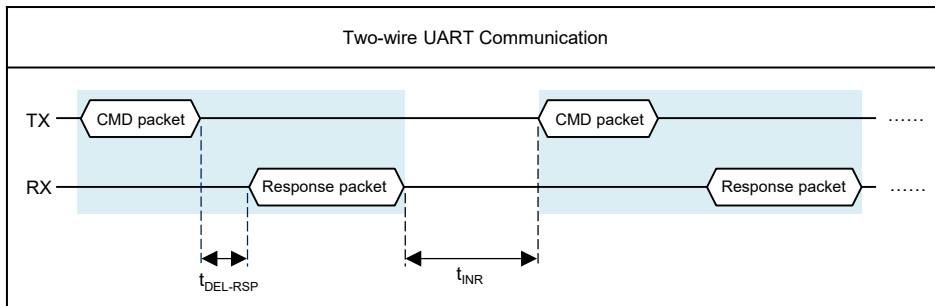 Two-wire UART Communication
TX CMD packet CMD packet ......
RX Response packet Response packet ......
tDEL-RSP tINR